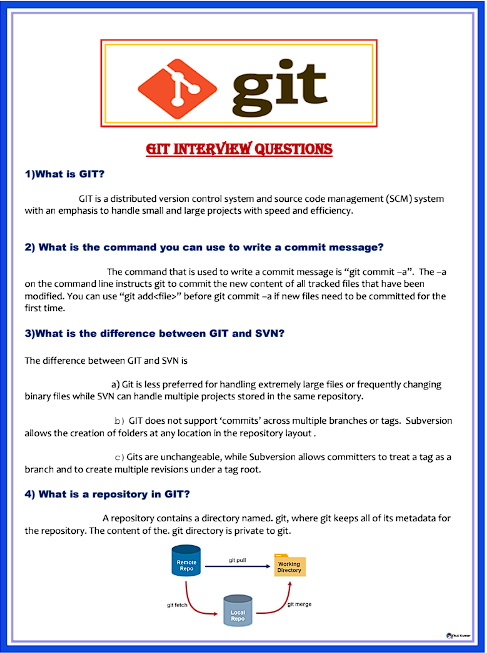 git
GIT INTERVIEW QUESTIONS
1)What is GIT?
GIT is a distributed version control system and source code management (SCM) system
with an emphasis to handle small and large projects with speed and efficiency.
2) What is the command you can use to write a commit message?
The command that is used to write a commit message is “git commit –a”. The –a
on the command line instructs git to commit the new content of all tracked files that have been
modified. You can use “git add<file>” before git commit –a if new files need to be committed for the
first time.
3)What is the difference between GIT and SVN?
The difference between GIT and SVN is
a) Git is less preferred for handling extremely large files or frequently changing
binary files while SVN can handle multiple projects stored in the same repository.
b) GIT does not support ‘commits’ across multiple branches or tags. Subversion
allows the creation of folders at any location in the repository layout .
c) Gits are unchangeable, while Subversion allows committers to treat a tag as a
branch and to create multiple revisions under a tag root.
4) What is a repository in GIT?
A repository contains a directory named. git, where git keeps all of its metadata for
the repository. The content of the. git directory is private to git.
Remote
Repo
git pull
Working
Directory
git fetch
Local
Repo
git merge